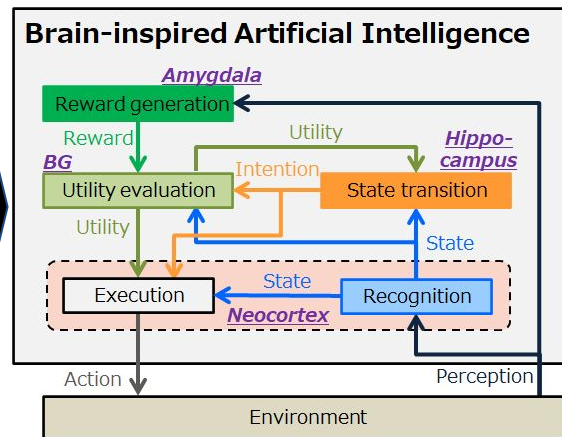 Brain-inspired Artificial Intelligence
Amygdala
Reward generation
Reward
Utility
Hippo-
campus
BG
Intention
Utility evaluation
State transition
Utility
State
State
Execution
Recognition
Neocortex
Action
Perception
Environment